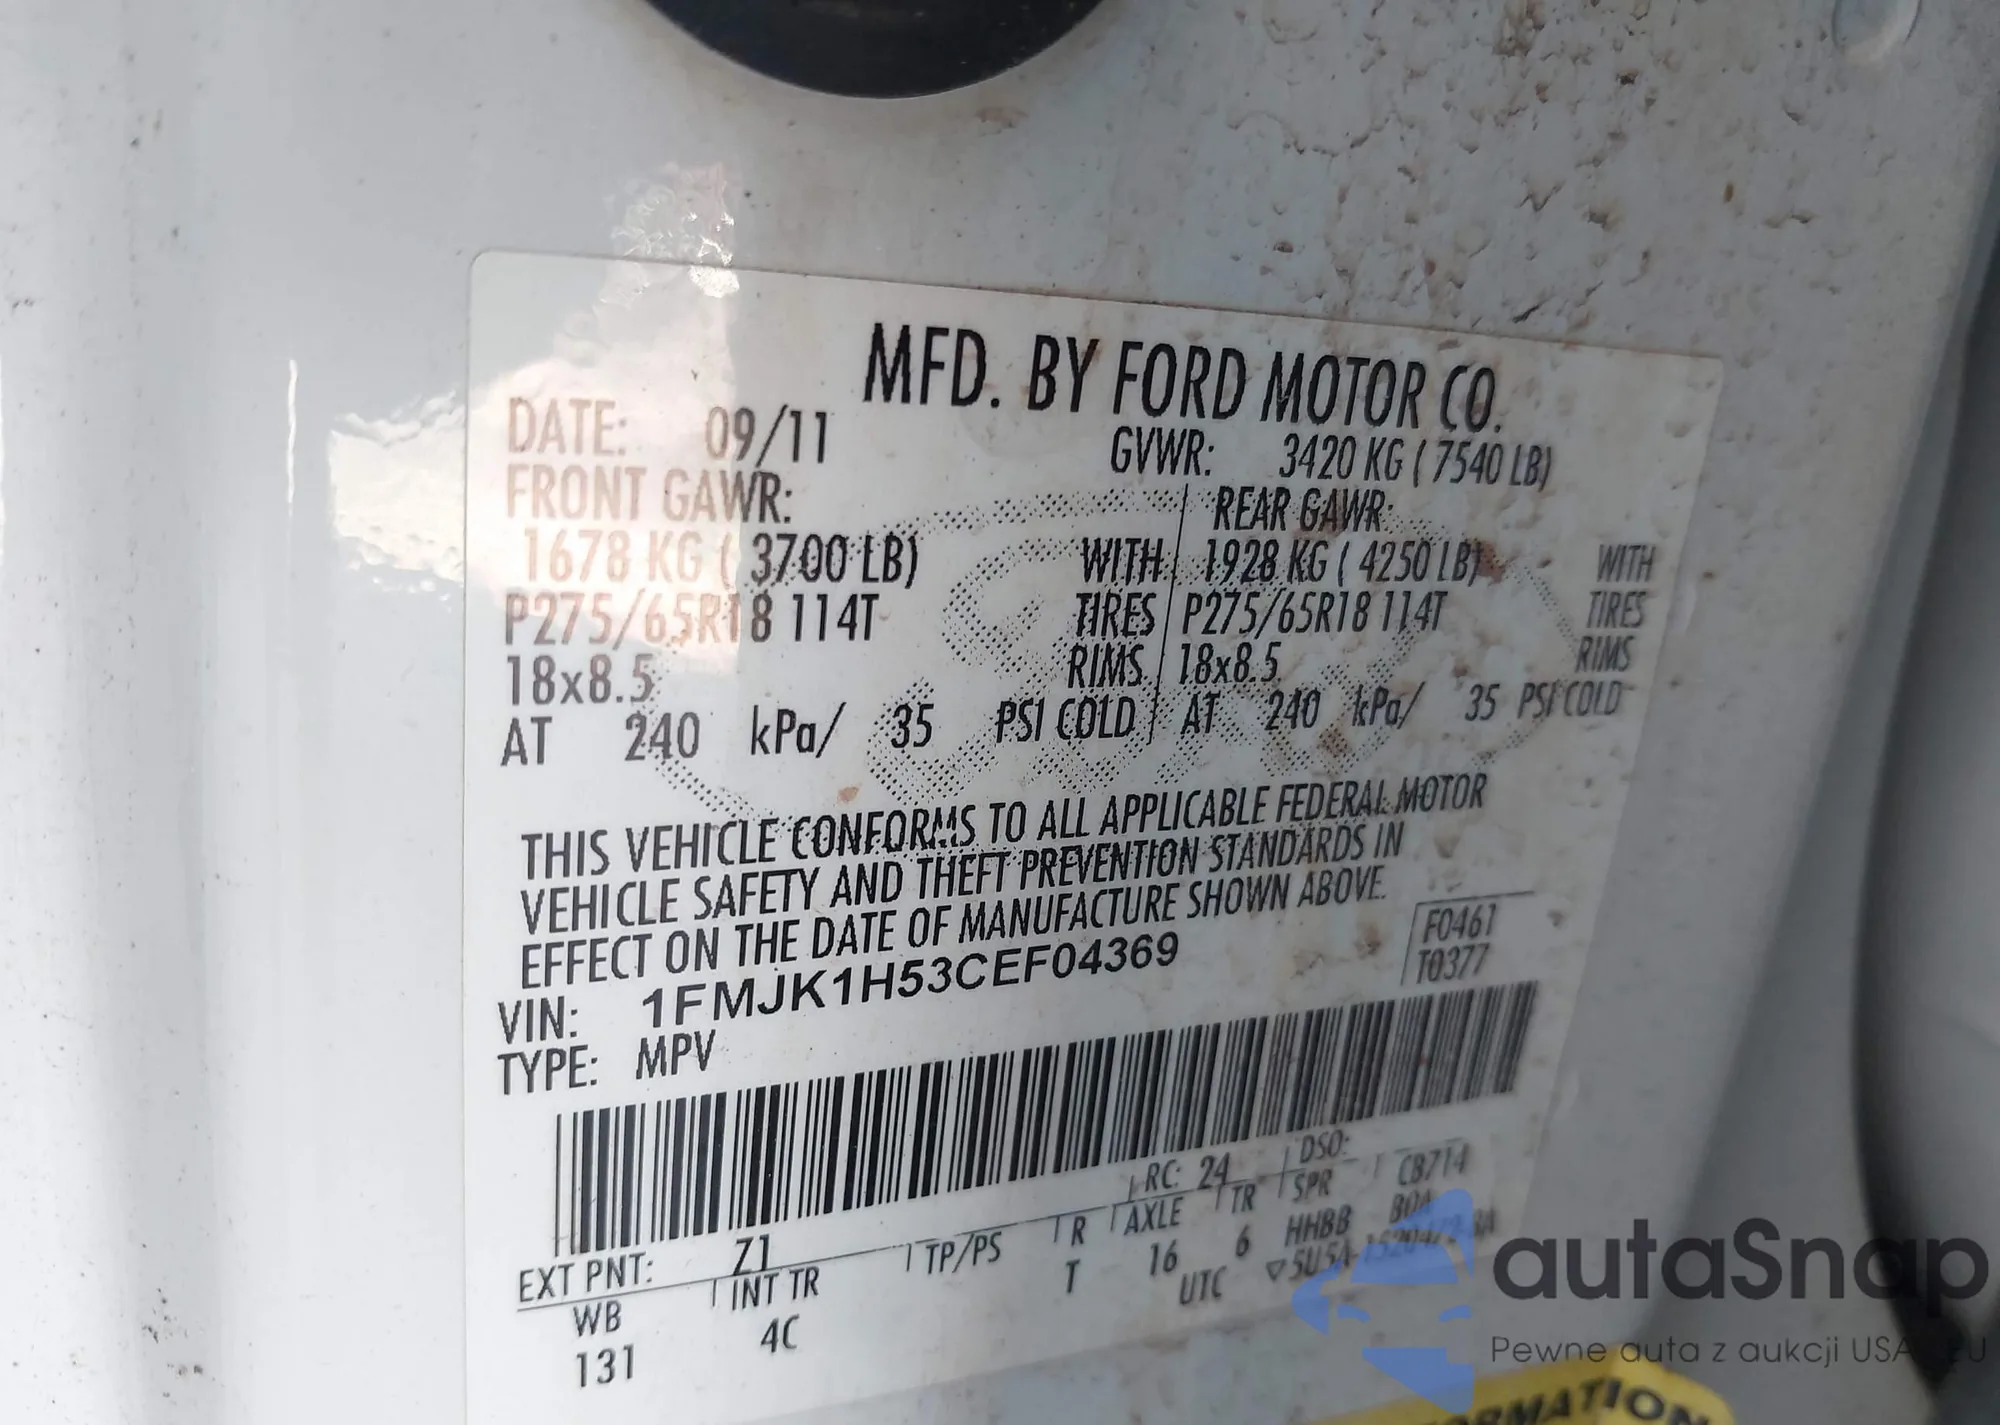 MFD. BY FORD MOTOR CO.
DATE: 09/11 GVWR: 3420 KG ( 7540 LB)
FRONT GAWR: REAR GAWR:
1678 KG ( 3700 LB) WITH 1928 KG ( 4250 LB) WITH
P275/65R18 114T TIRES P275/65R18 114T TIRES
18x8.5 RIMS 18x8.5 RIMS
AT 240 kPa/ 35 PSI COLD AT 240 kPa/ 35 PSI COLD
THIS VEHICLE CONFORMS TO ALL APPLICABLE FEDERAL MOTOR
VEHICLE SAFETY AND THEFT PREVENTION STANDARDS IN
EFFECT ON THE DATE OF MANUFACTURE SHOWN ABOVE.
F0461
T0377
VIN: 1FMJK1H53CEF04369
TYPE: MPV
EXT PNT: Z1 RC: 24 DSO:
WB INT TR TP/PS R AXLE TR SPR CB714
131 4C T 16 6 HHBB
UTC
autaSnap
Pewne auta z aukcji USA